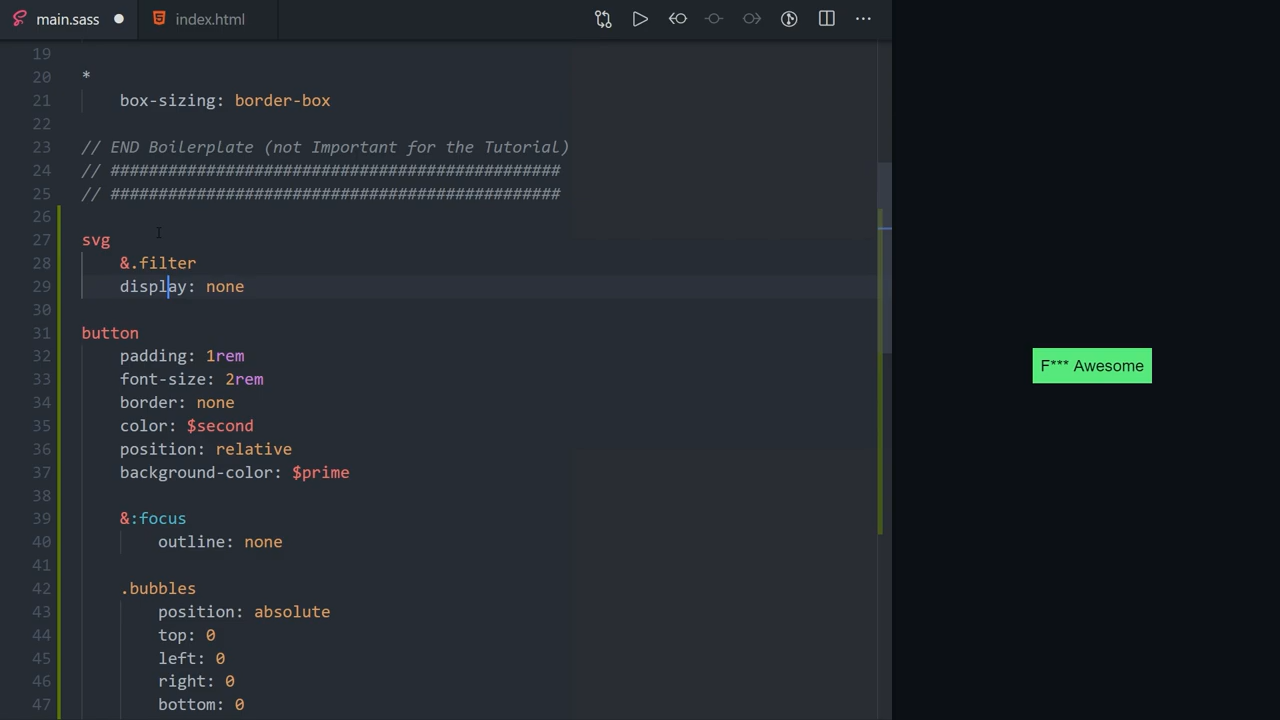 main.sass
index.html
19
20 *
21 box-sizing: border-box
22
23 // END Boilerplate (not Important for the Tutorial)
24 // ###############################################
25 // ###############################################
26
27 svg
28 &.filter
29 display: none
30
31 button
32 padding: 1rem
33 font-size: 2rem
34 border: none
35 color: $second
36 position: relative
37 background-color: $prime
38
39 &:focus
40 outline: none
41
42 .bubbles
43 position: absolute
44 top: 0
45 left: 0
46 right: 0
47 bottom: 0
F*** Awesome